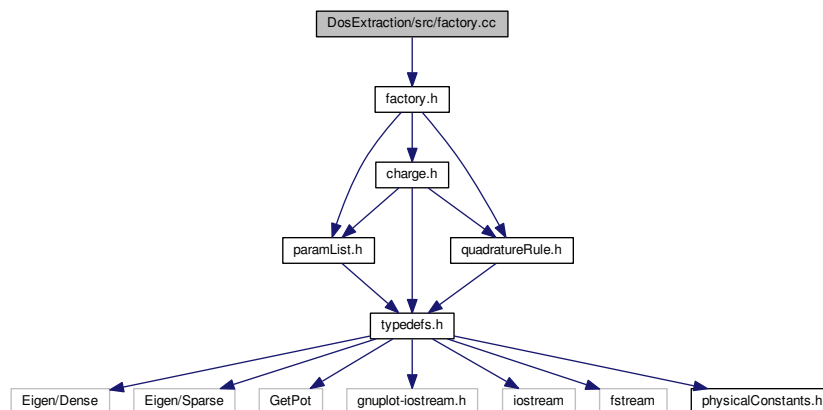 DosExtraction/src/factory.cc
factory.h
charge.h
paramList.h
quadratureRule.h
typedefs.h
Eigen/Dense
Eigen/Sparse
GetPot
gnuplot-iostream.h
iostream
fstream
physicalConstants.h